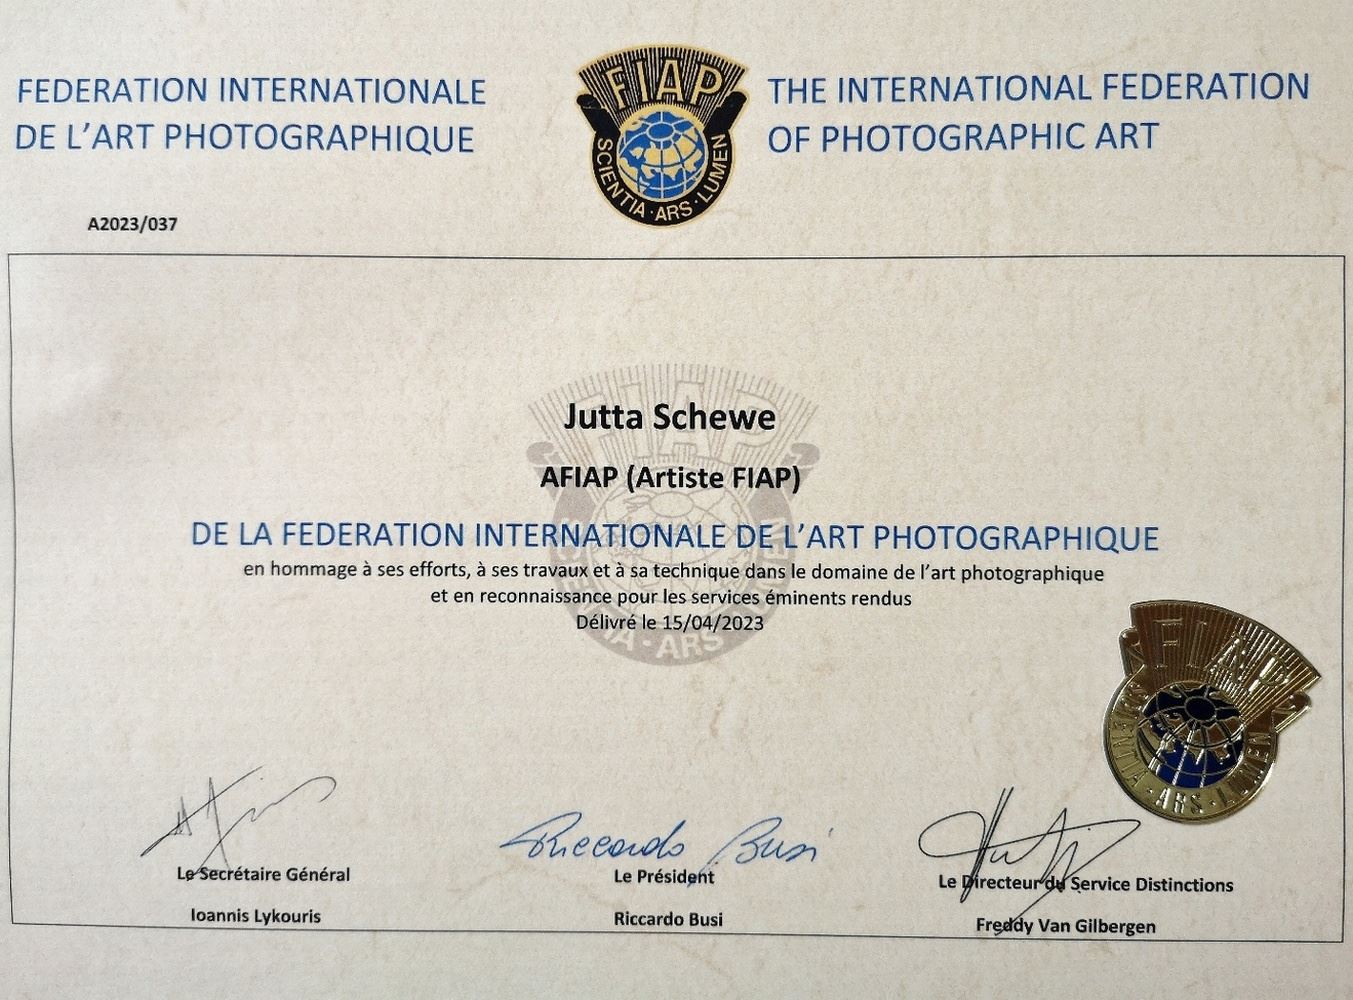 FEDERATION INTERNATIONALE
DE L’ART PHOTOGRAPHIQUE
FIAP
SCIENTIA · ARS · LUMEN
THE INTERNATIONAL FEDERATION
OF PHOTOGRAPHIC ART
A2023/037
Jutta Schewe
AFIAP (Artiste FIAP)
DE LA FEDERATION INTERNATIONALE DE L’ART PHOTOGRAPHIQUE
en hommage à ses efforts, à ses travaux et à sa technique dans le domaine de l’art photographique
et en reconnaissance pour les services éminents rendus
Délivré le 15/04/2023
FIAP
SCIENTIA · ARS · LUMEN
Riccardo Busi
Le Secrétaire Général
Le Président
Le Directeur du Service Distinctions
Ioannis Lykouris
Riccardo Busi
Freddy Van Gilbergen